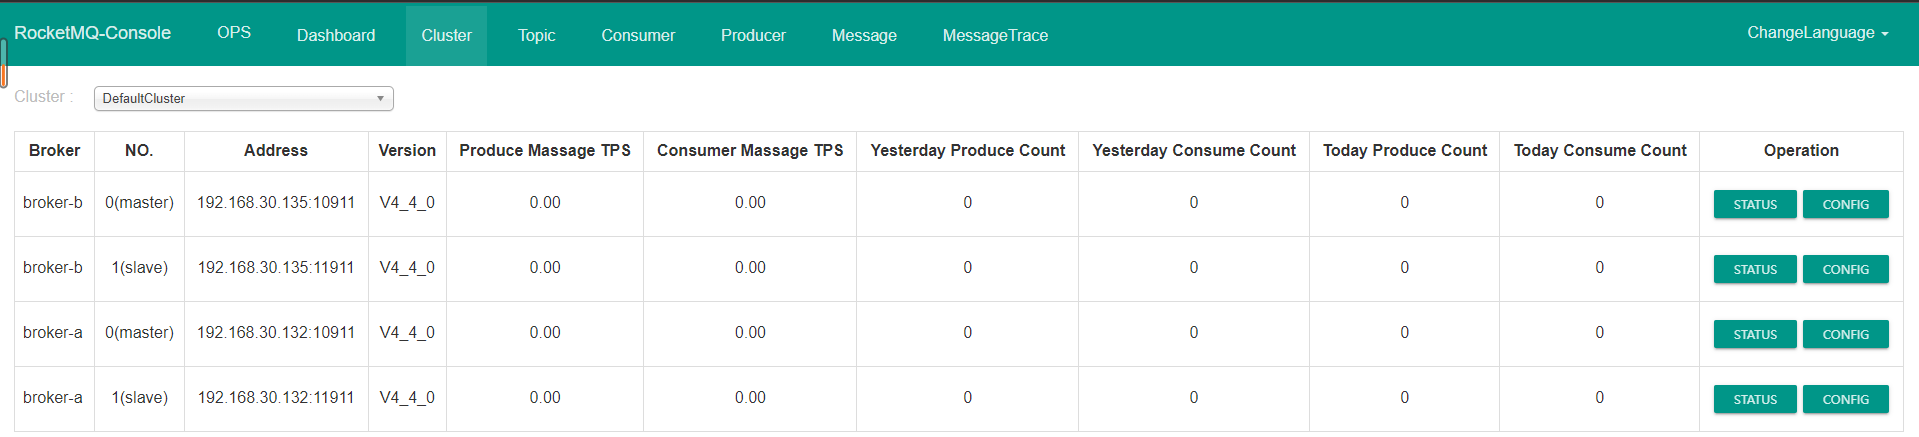 RocketMQ-Console OPS Dashboard Cluster Topic Consumer Producer Message MessageTrace ChangeLanguage
Cluster : DefaultCluster
Broker NO. Address Version Produce Massage TPS Consumer Massage TPS Yesterday Produce Count Yesterday Consume Count Today Produce Count Today Consume Count Operation
broker-b 0(master) 192.168.30.135:10911 V4_4_0 0.00 0.00 0 0 0 0 STATUS CONFIG
broker-b 1(slave) 192.168.30.135:11911 V4_4_0 0.00 0.00 0 0 0 0 STATUS CONFIG
broker-a 0(master) 192.168.30.132:10911 V4_4_0 0.00 0.00 0 0 0 0 STATUS CONFIG
broker-a 1(slave) 192.168.30.132:11911 V4_4_0 0.00 0.00 0 0 0 0 STATUS CONFIG